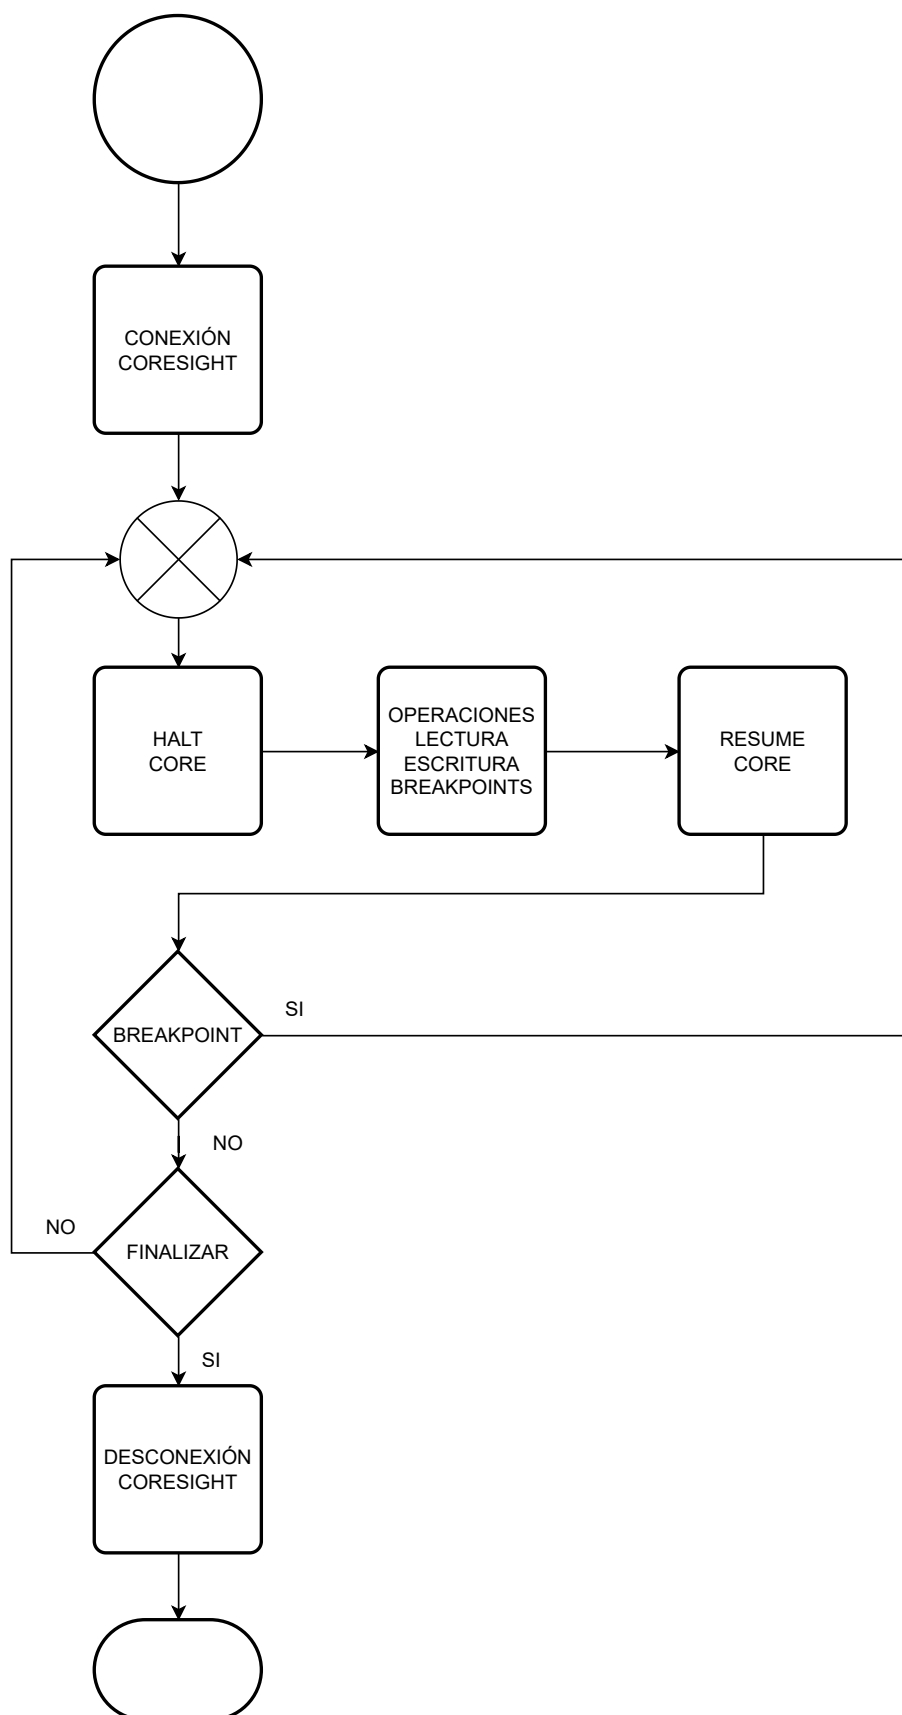 CONEXIÓN
CORESIGHT
HALT
CORE
OPERACIONES
LECTURA
ESCRITURA
BREAKPOINTS
RESUME
CORE
BREAKPOINT
SI
NO
FINALIZAR
NO
SI
DESCONEXIÓN
CORESIGHT